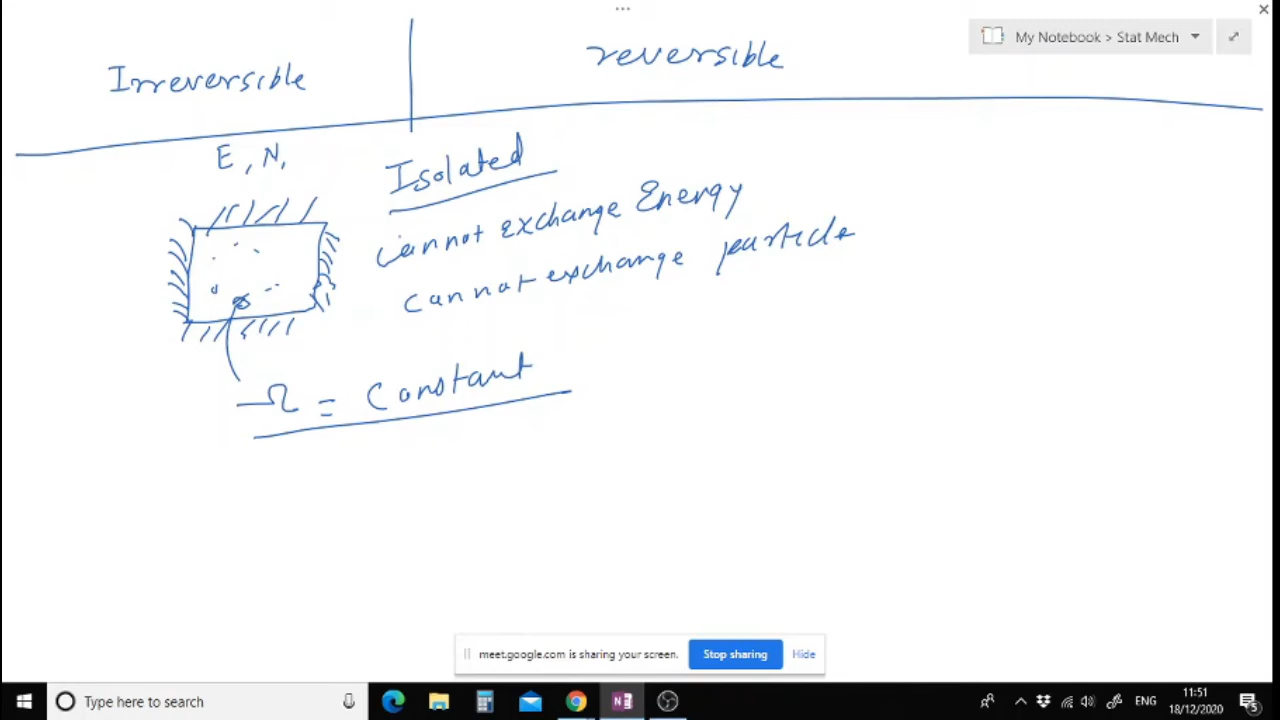 ...
×
My Notebook > Stat Mech
Irreversible
reversible
E, N,
Isolated
Cannot exchange Energy
Cannot exchange particle
Ω = Constant
meet.google.com is sharing your screen.
Stop sharing
Hide
Type here to search
N
ENG
11:51
18/12/2020
5